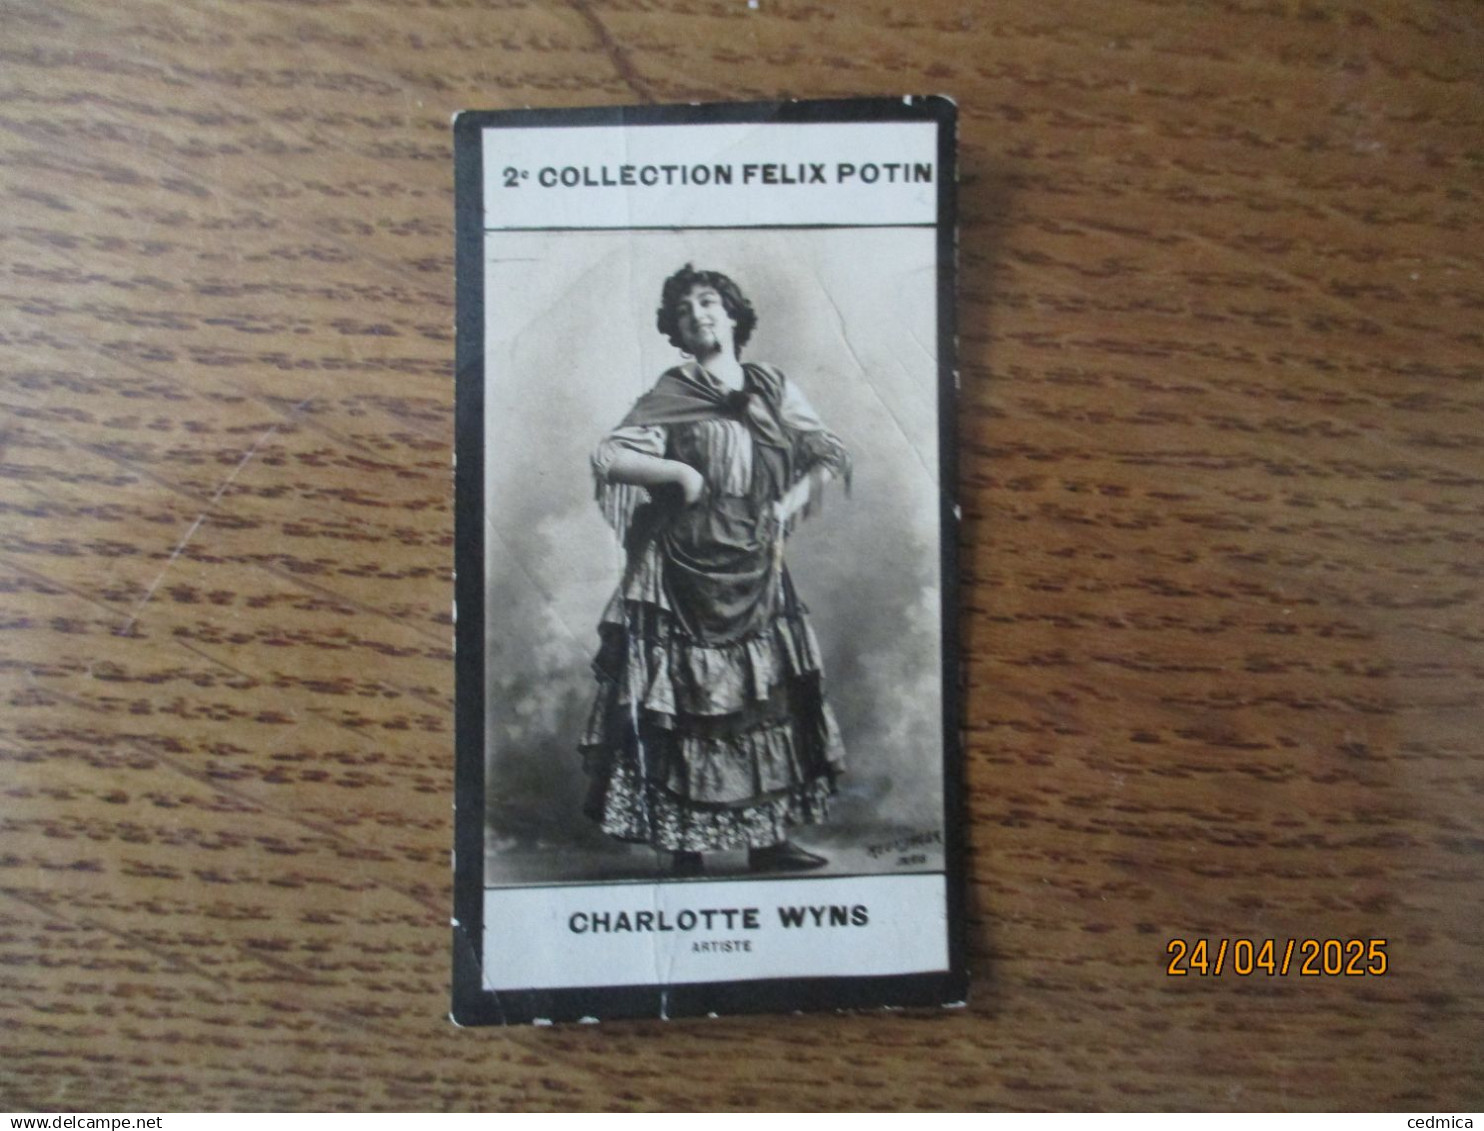 2e COLLECTION FELIX POTIN
CHARLOTTE WYNS
ARTISTE
24/04/2025
© www.delcampe.net
cedmica